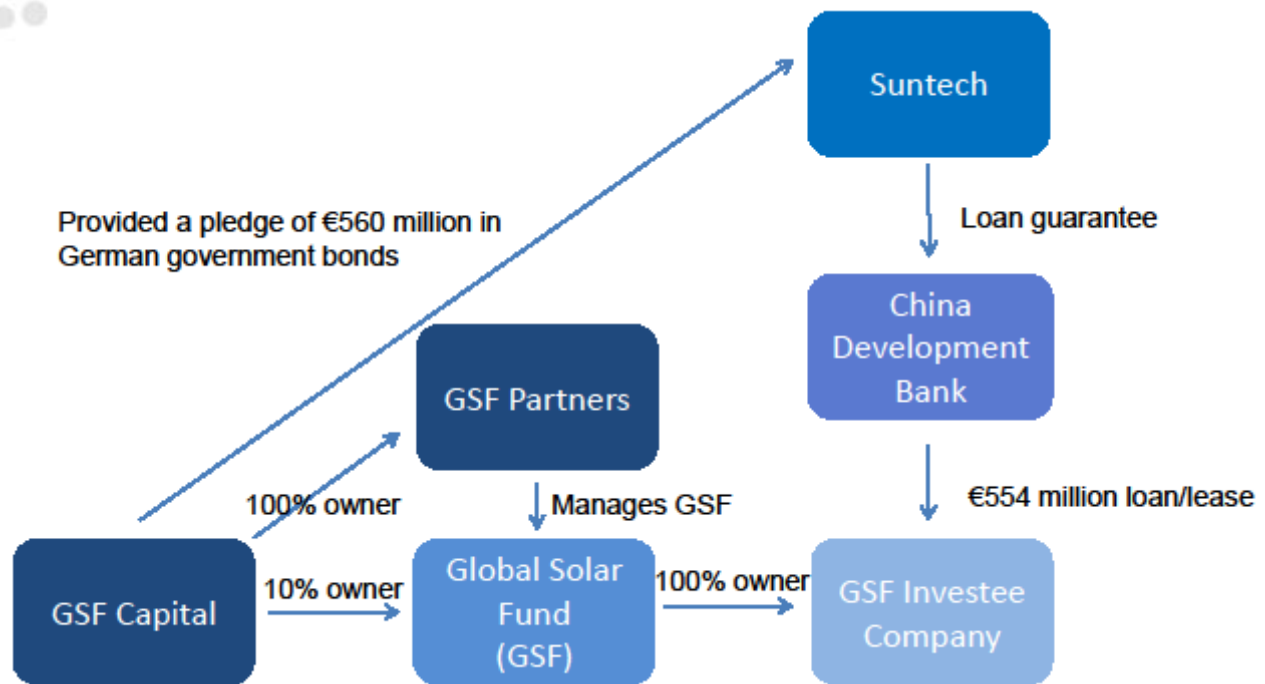 Suntech
Provided a pledge of €560 million in
German government bonds
Loan guarantee
China
Development
Bank
GSF Partners
100% owner
Manages GSF
€554 million loan/lease
GSF Capital
10% owner
Global Solar
Fund
(GSF)
100% owner
GSF Investee
Company